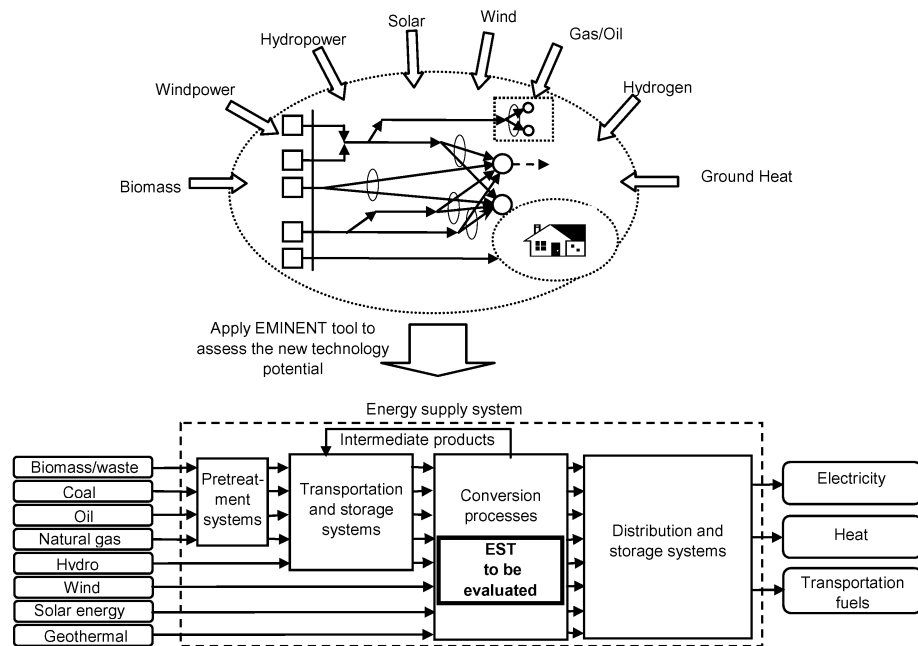 Solar
Wind
Hydropower
Gas/Oil
Windpower
Hydrogen
Biomass
Ground Heat
Apply EMINENT tool to
assess the new technology
potential
Energy supply system
Intermediate products
Biomass/waste
Coal
Oil
Natural gas
Hydro
Wind
Solar energy
Geothermal
Pretreat-
ment
systems
Transportation
and storage
systems
Conversion
processes
EST
to be
evaluated
Distribution and
storage systems
Electricity
Heat
Transportation
fuels